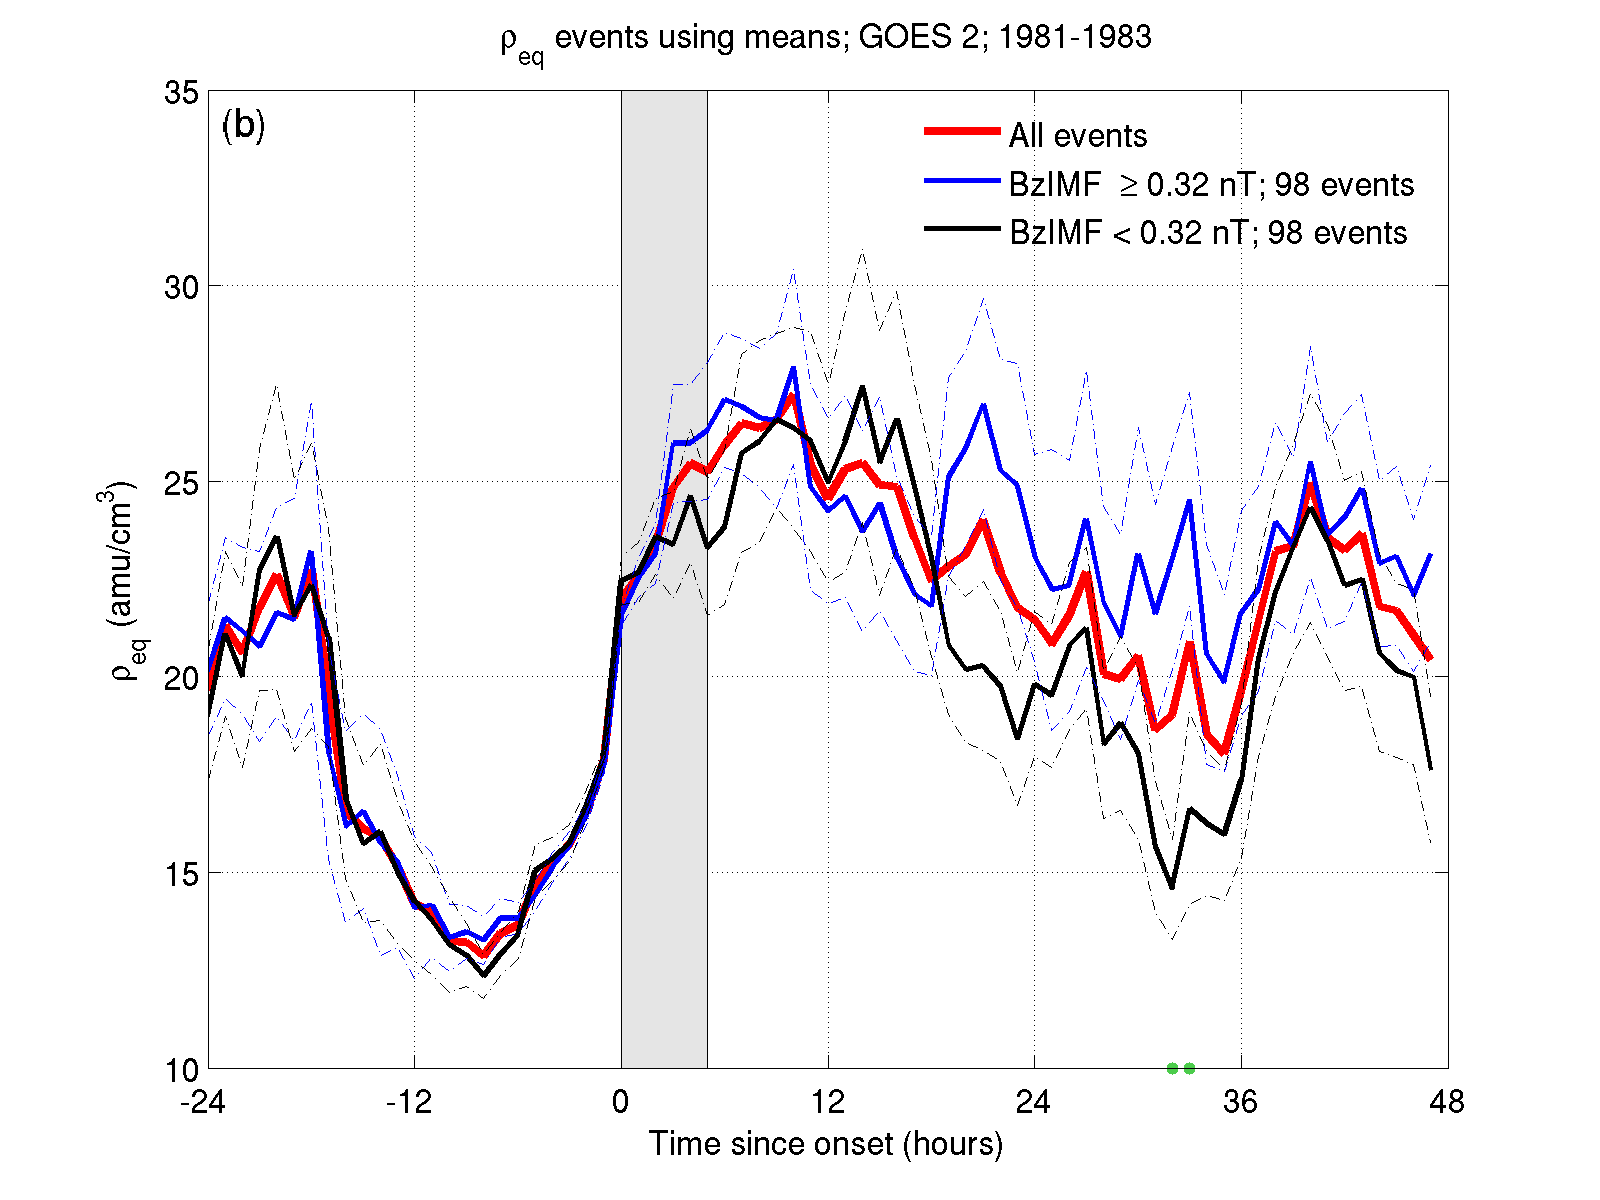 ρeq events using means; GOES 2; 1981-1983
(b)
All events
BzIMF ≥ 0.32 nT; 98 events
BzIMF < 0.32 nT; 98 events
ρeq (amu/cm³)
35
30
25
20
15
10
-24 -12 0 12 24 36 48
Time since onset (hours)